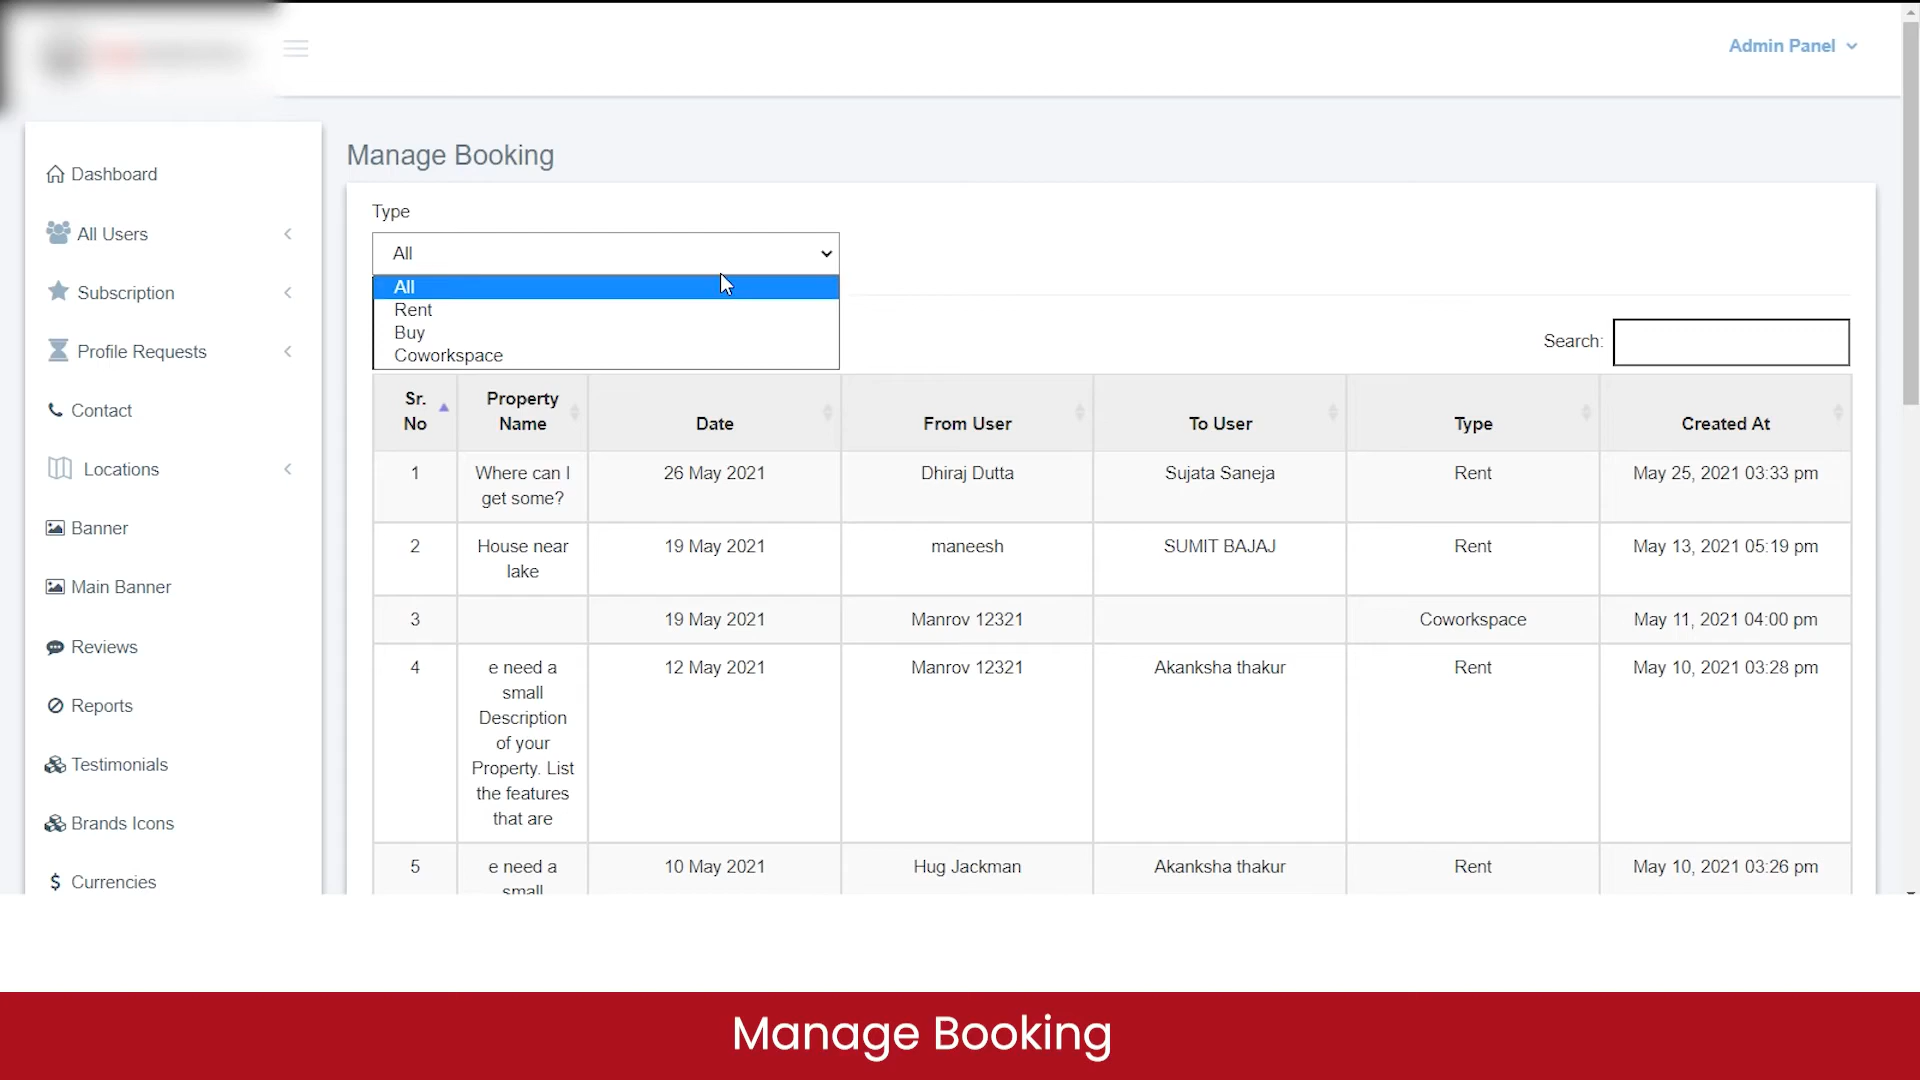 Admin Panel
Dashboard
All Users
Subscription
Profile Requests
Contact
Locations
Banner
Main Banner
Reviews
Reports
Testimonials
Brands Icons
Currencies
Manage Booking
Type
All
All
Rent
Buy
Coworkspace
Search:
Sr. No Property Name Date From User To User Type Created At
1 Where can I 26 May 2021 Dhiraj Dutta Sujata Saneja Rent May 25, 2021 03:33 pm
get some?
2 House near 19 May 2021 maneesh SUMIT BAJAJ Rent May 13, 2021 05:19 pm
lake
3 19 May 2021 Manrov 12321 Coworkspace May 11, 2021 04:00 pm
4 e need a 12 May 2021 Manrov 12321 Akanksha thakur Rent May 10, 2021 03:28 pm
small
Description
of your
Property. List
the features
that are
5 e need a 10 May 2021 Hug Jackman Akanksha thakur Rent May 10, 2021 03:26 pm
small
Manage Booking